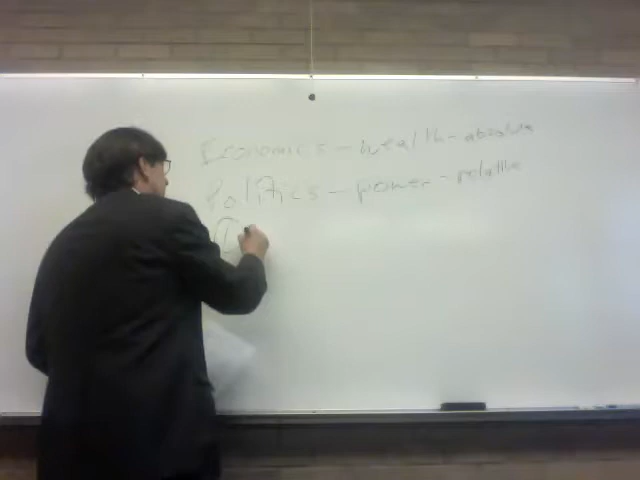 Economics - wealth - absolute
Politics - power - relative